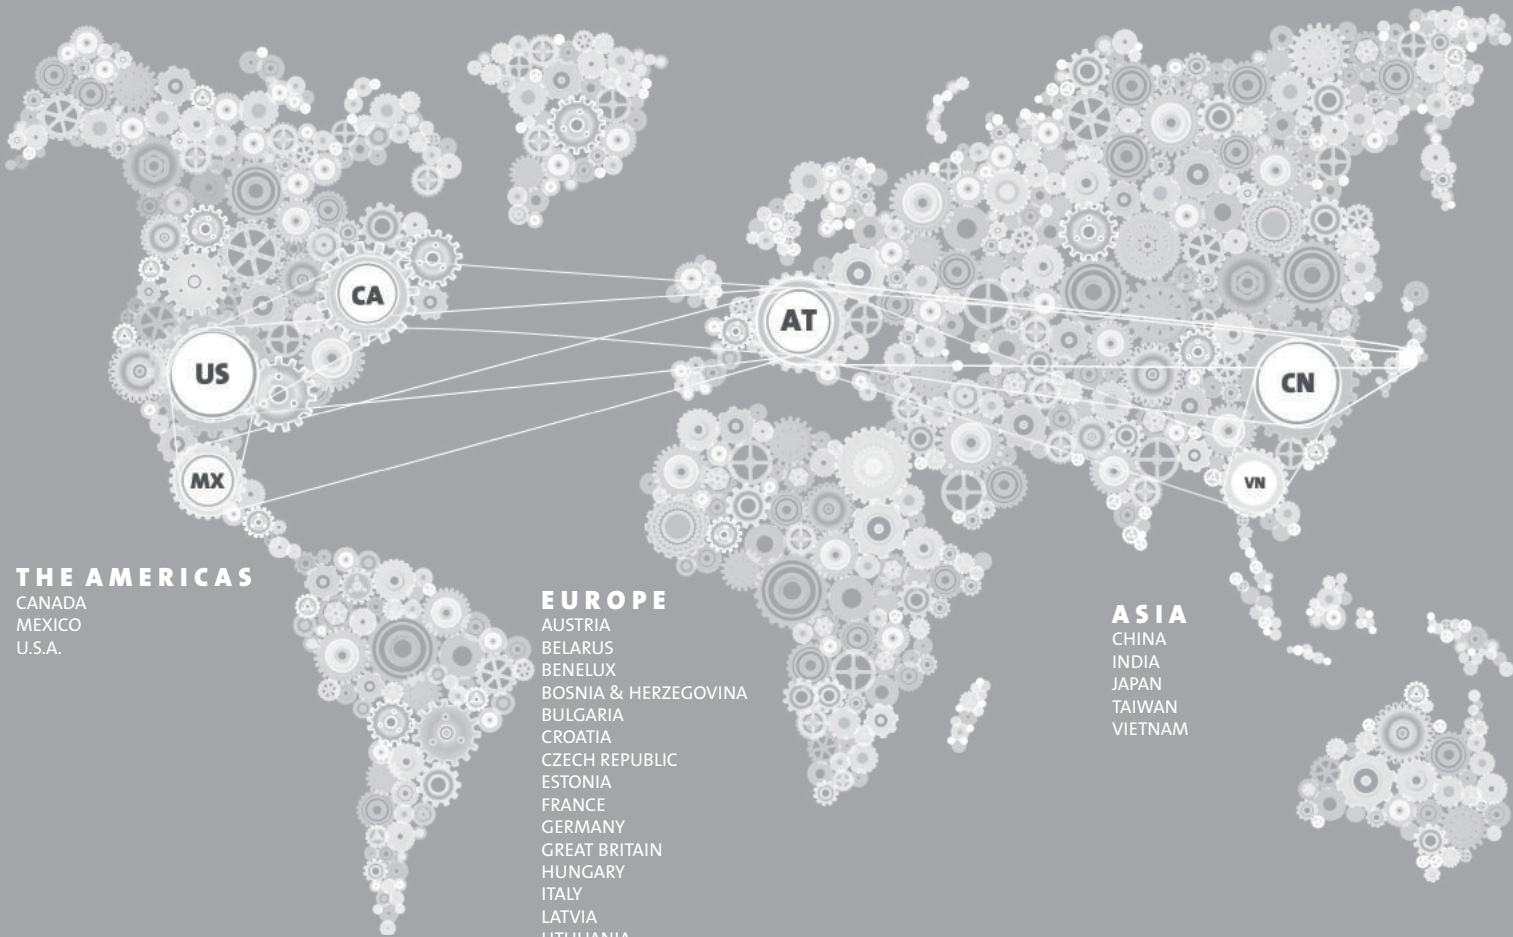 CA
AT
US
CN
MX
VN
THE AMERICAS
CANADA
MEXICO
U.S.A.
EUROPE
AUSTRIA
BELARUS
BENELUX
BOSNIA & HERZEGOVINA
BULGARIA
CROATIA
CZECH REPUBLIC
ESTONIA
FRANCE
GERMANY
GREAT BRITAIN
HUNGARY
ITALY
LATVIA
ASIA
CHINA
INDIA
JAPAN
TAIWAN
VIETNAM